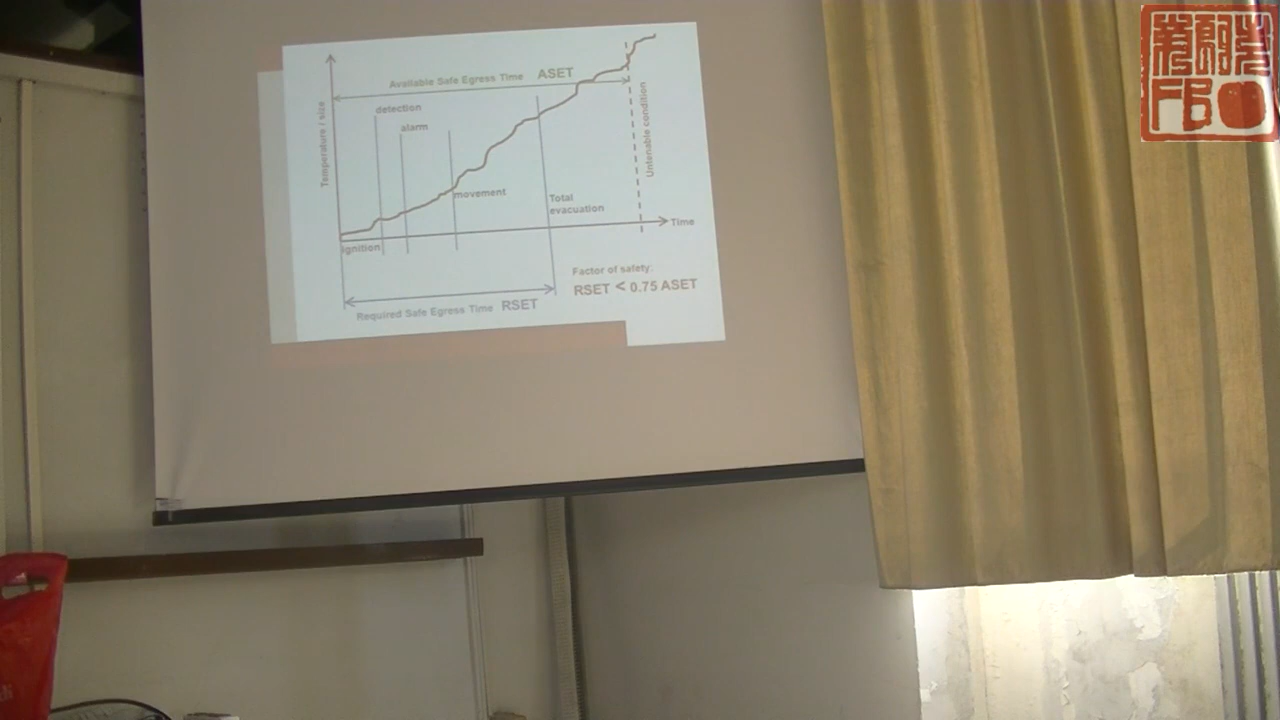 Available Safe Egress Time ASET
detection
alarm
Temperature / size
Untenable condition
movement
Total
evacuation
Time
Ignition
Factor of safety:
RSET < 0.75 ASET
Required Safe Egress Time RSET